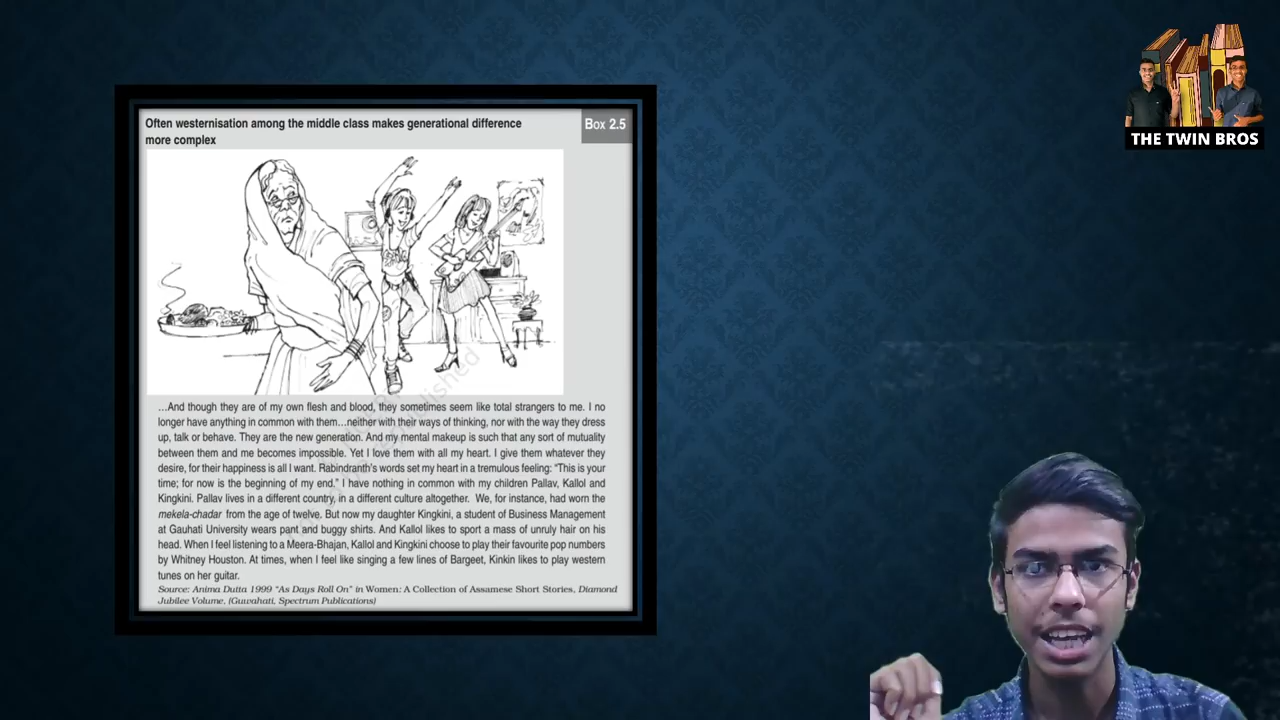 Often westernisation among the middle class makes generational difference
more complex
BOX 2.5
THE TWIN BROS
...And though they are of my own flesh and blood, they sometimes seem like total strangers to me. I no
longer have anything in common with them...neither with their ways of thinking, nor with the way they dress
up, talk or behave. They are the new generation. And my mental makeup is such that any sort of mutuality
between them and me becomes impossible. Yet I love them with all my heart. I give them whatever they
desire, for their happiness is all I want. Rabindranth's words set my heart in a tremulous feeling: "This is your
time; for now is the beginning of my end." I have nothing in common with my children Pallav, Kallol and
Kingkini. Pallav lives in a different country, in a different culture altogether. We, for instance, had worn the
mekela-chadar from the age of twelve. But now my daughter Kingkini, a student of Business Management
at Gauhati University wears pant and buggy shirts. And Kallol likes to sport a mass of unruly hair on his
head. When I feel listening to a Meera-Bhajan, Kallol and Kingkini choose to play their favourite pop numbers
by Whitney Houston. At times, when I feel like singing a few lines of Bargeet, Kinkin likes to play western
tunes on her guitar.
Source: Anima Dutta 1999 "As Days Roll On" in Women: A Collection of Assamese Short Stories, Diamond
Jubilee Volume, (Guwahati, Spectrum Publications)